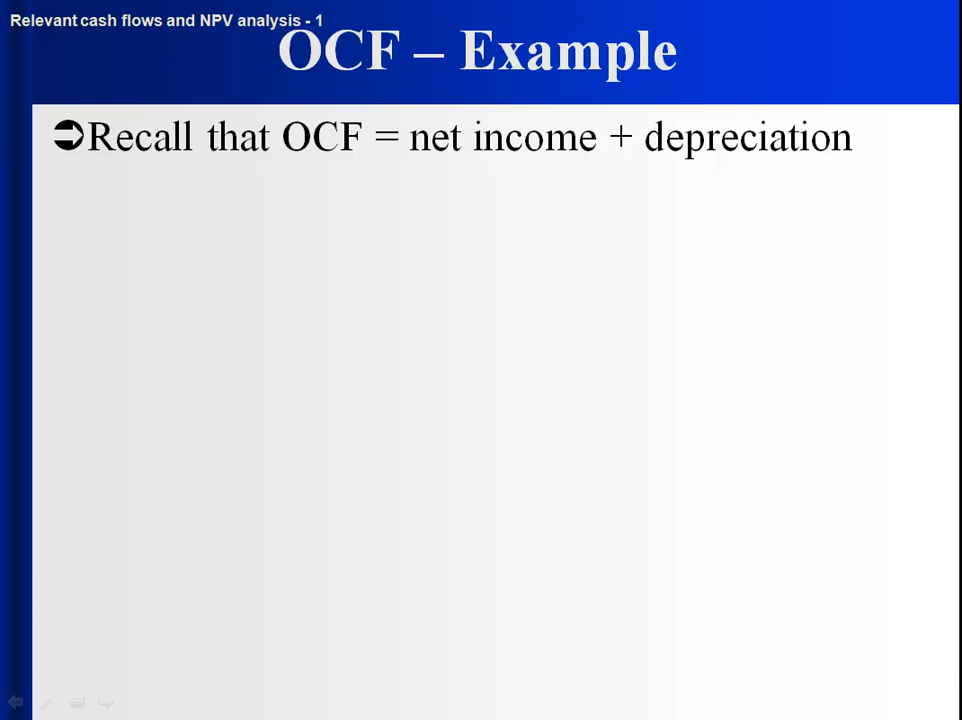 Relevant cash flows and NPV analysis - 1
OCF – Example
Recall that OCF = net income + depreciation